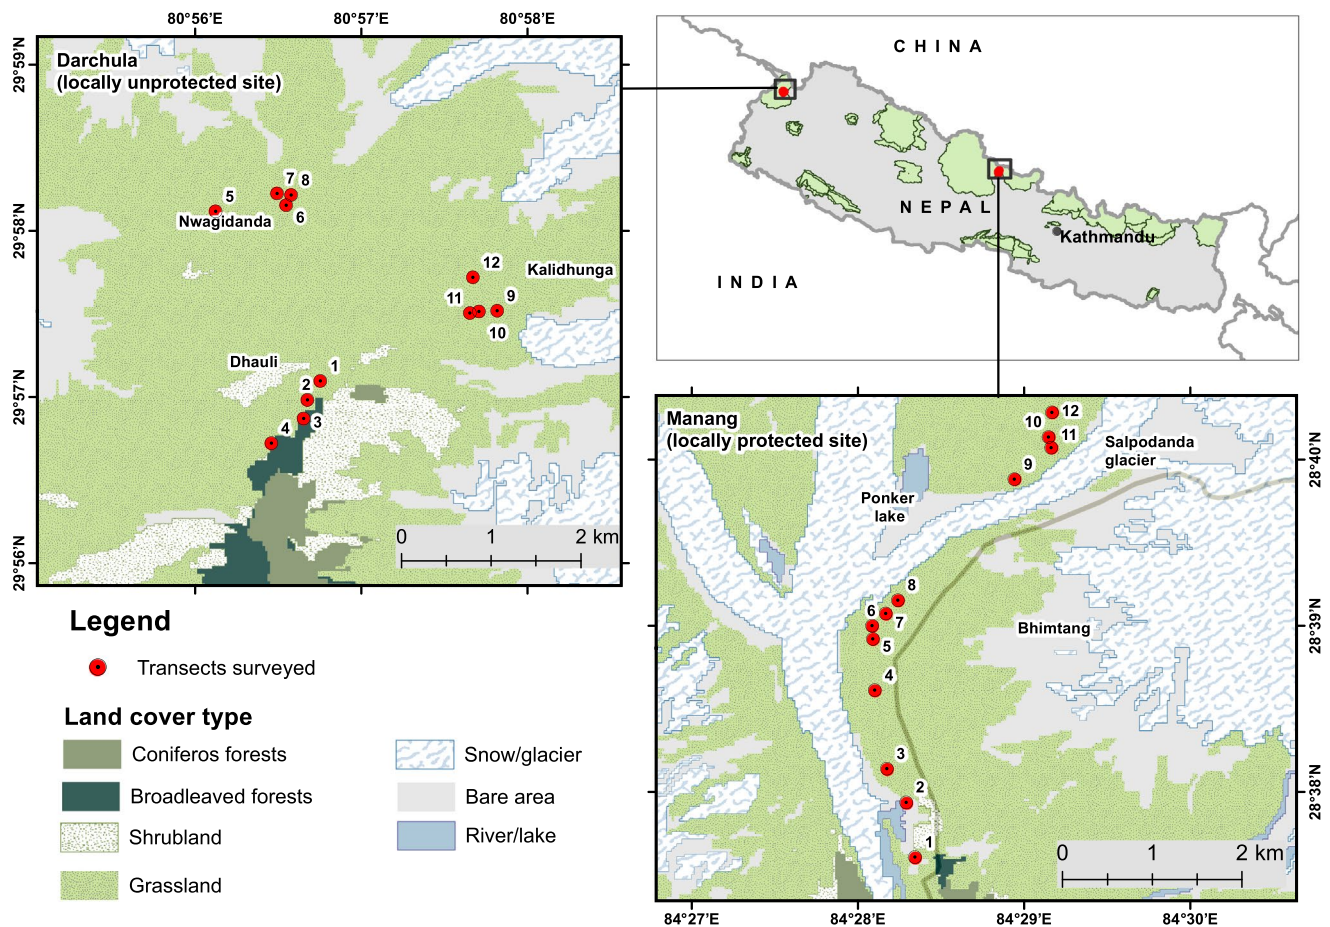 80°56’E 80°57’E 80°58’E
29°59’N
29°58’N
29°57’N
29°56’N
Darchula
(locally unprotected site)
7 8
5
6
Nwagidanda
12
Kalidhunga
11 9
10
Dhauli
1
2
3
4
0 1 2 km
CHINA
NEPAL
Kathmandu
INDIA
Legend
Transects surveyed
Land cover type
Coniferos forests
Broadleaved forests
Shrubland
Grassland
Snow/glacier
Bare area
River/lake
Manang
(locally protected site)
12
10
11
9
Salpodanda
glacier
Ponker
lake
8
6
7
5
Bhimtang
4
3
2
1
0 1 2 km
28°40’N
28°39’N
28°38’N
84°27’E 84°28’E 84°29’E 84°30’E